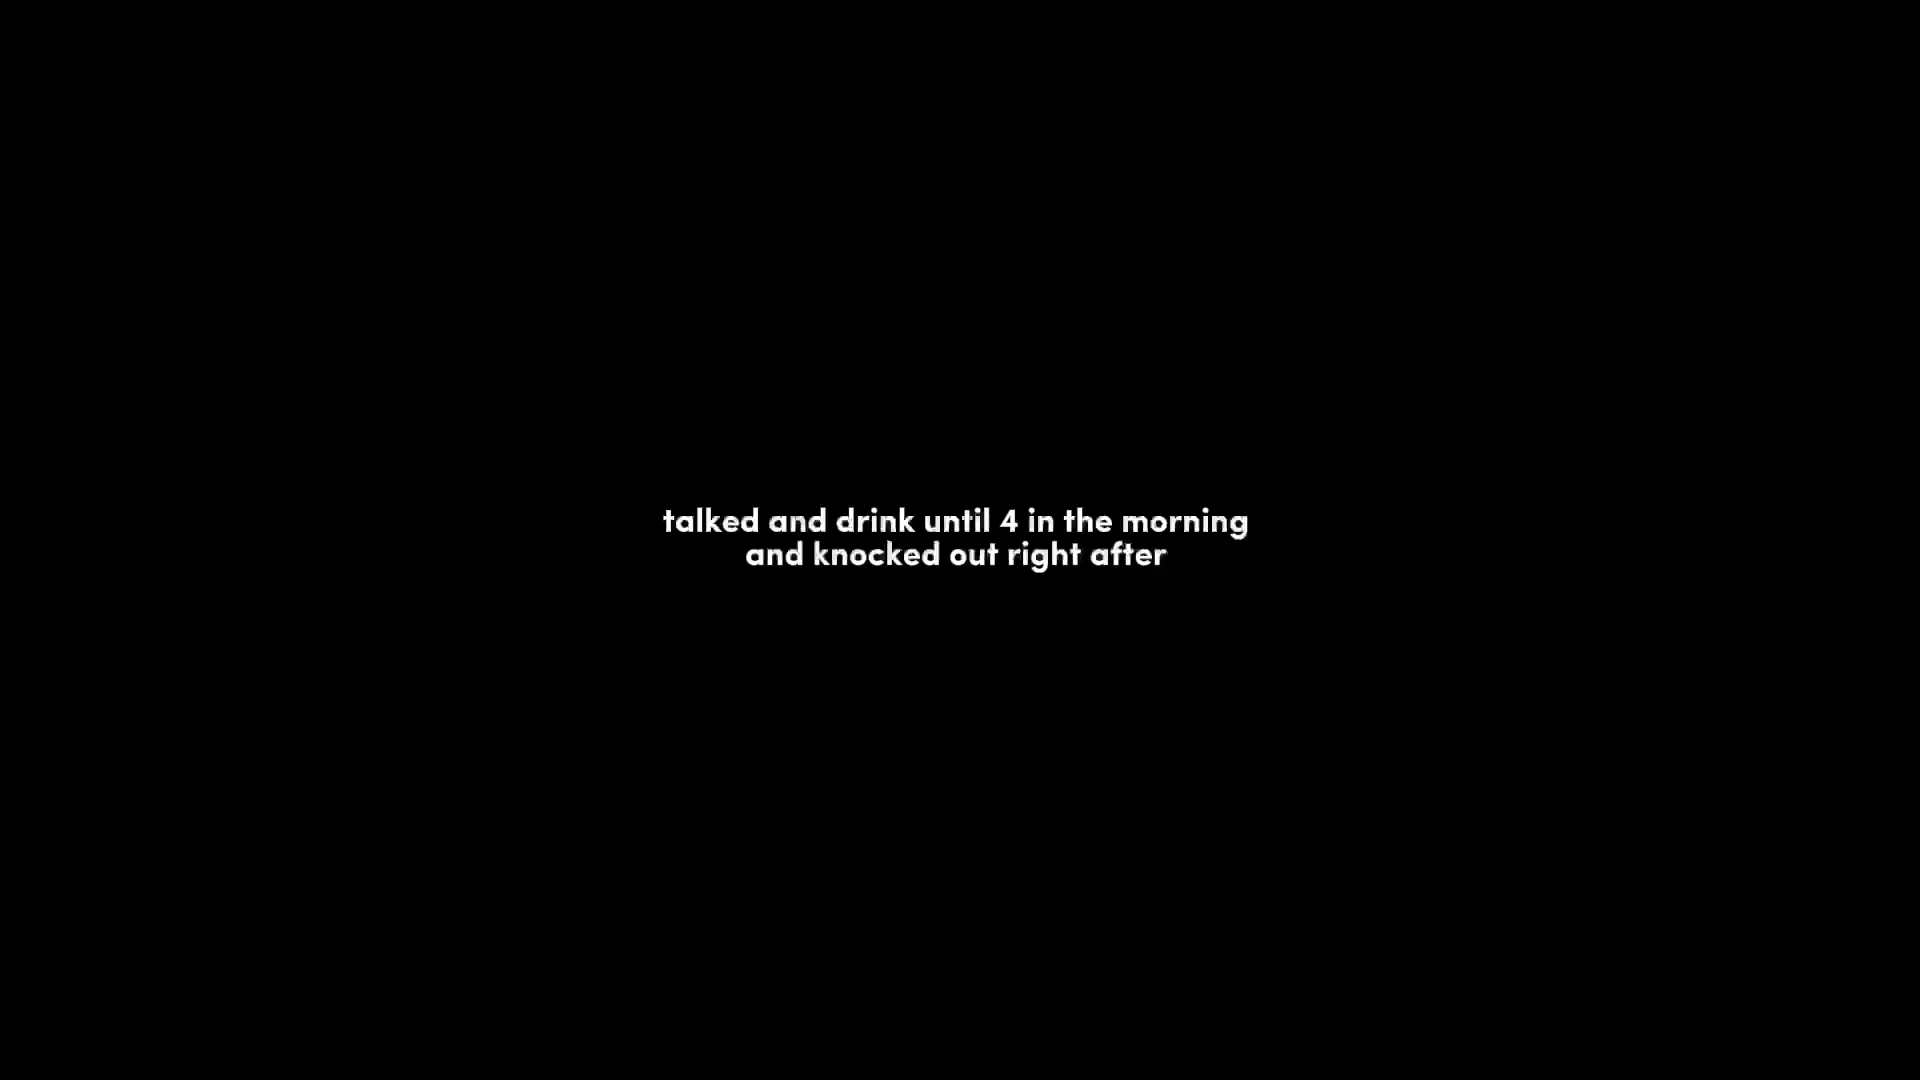 talked and drink until 4 in the morning
and knocked out right after